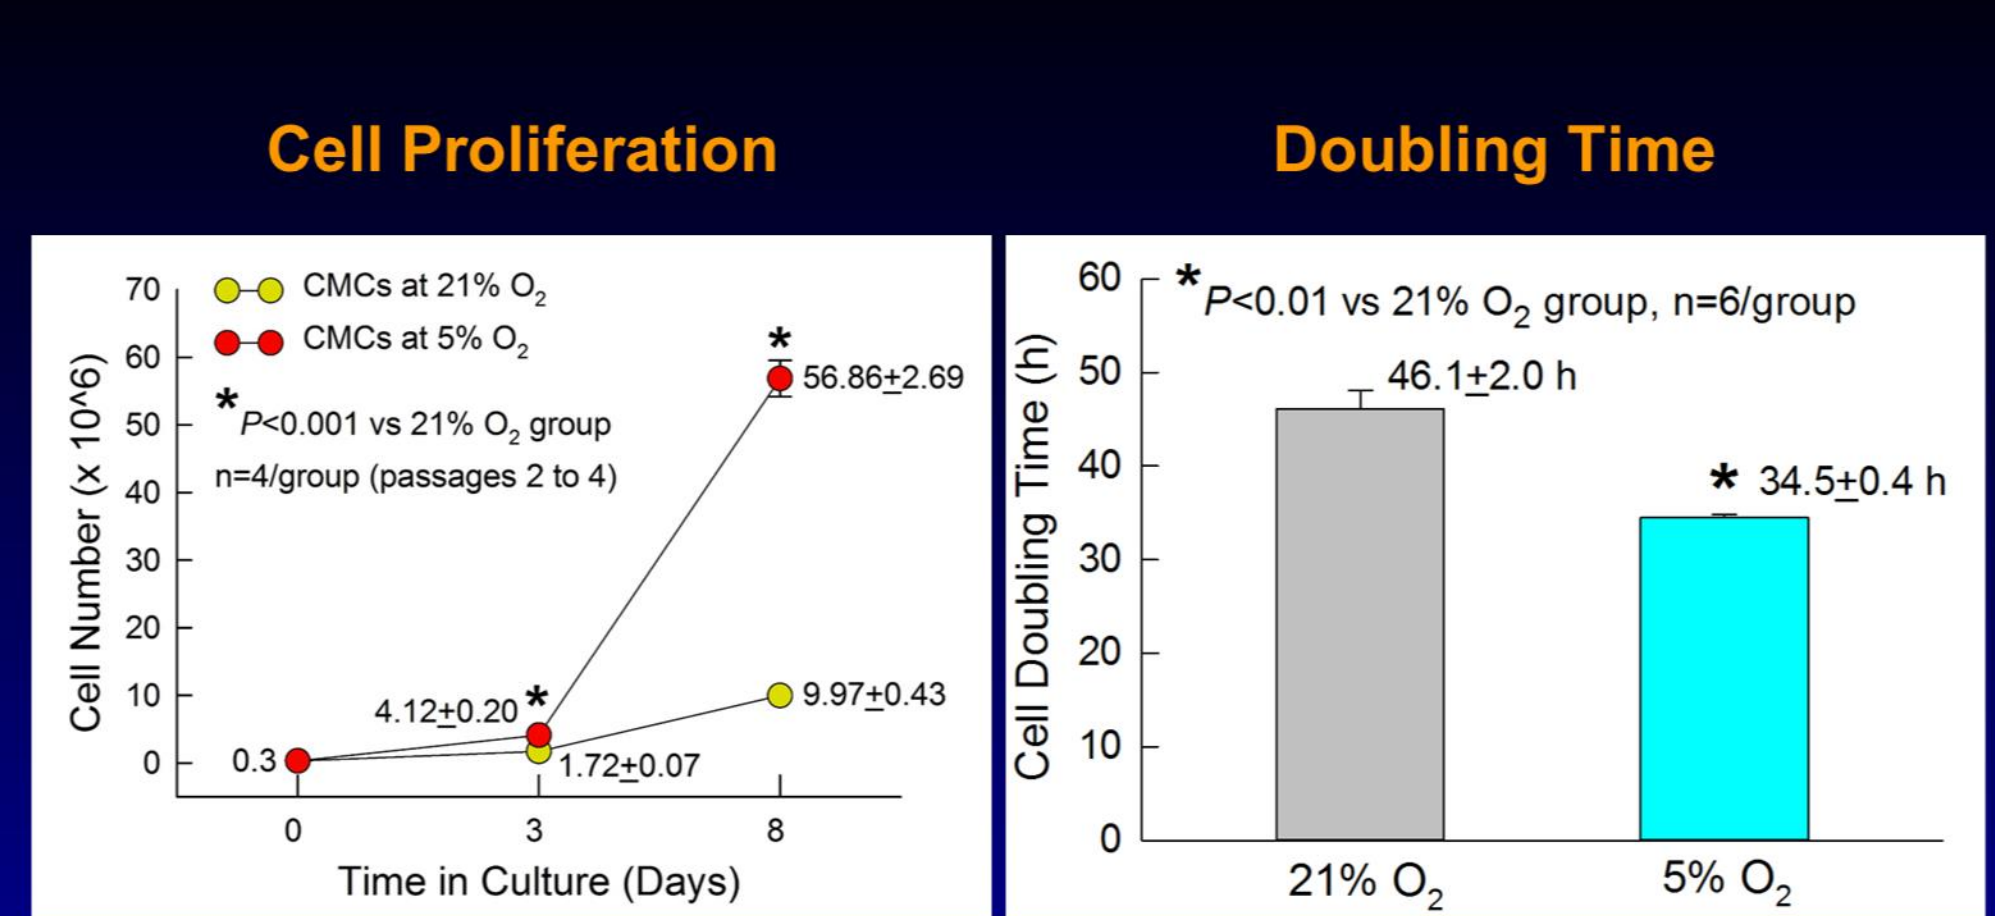 Cell Proliferation
Doubling Time
CMCs at 21% O₂
CMCs at 5% O₂
*
P<0.001 vs 21% O₂ group
n=4/group (passages 2 to 4)
Cell Number (x 10^6)
70
60
50
40
30
20
10
0
0.3
4.12±0.20
*
1.72±0.07
*
56.86±2.69
9.97±0.43
0
3
8
Time in Culture (Days)
*
P<0.01 vs 21% O₂ group, n=6/group
Cell Doubling Time (h)
60
50
40
30
20
10
0
46.1±2.0 h
* 34.5±0.4 h
21% O₂
5% O₂